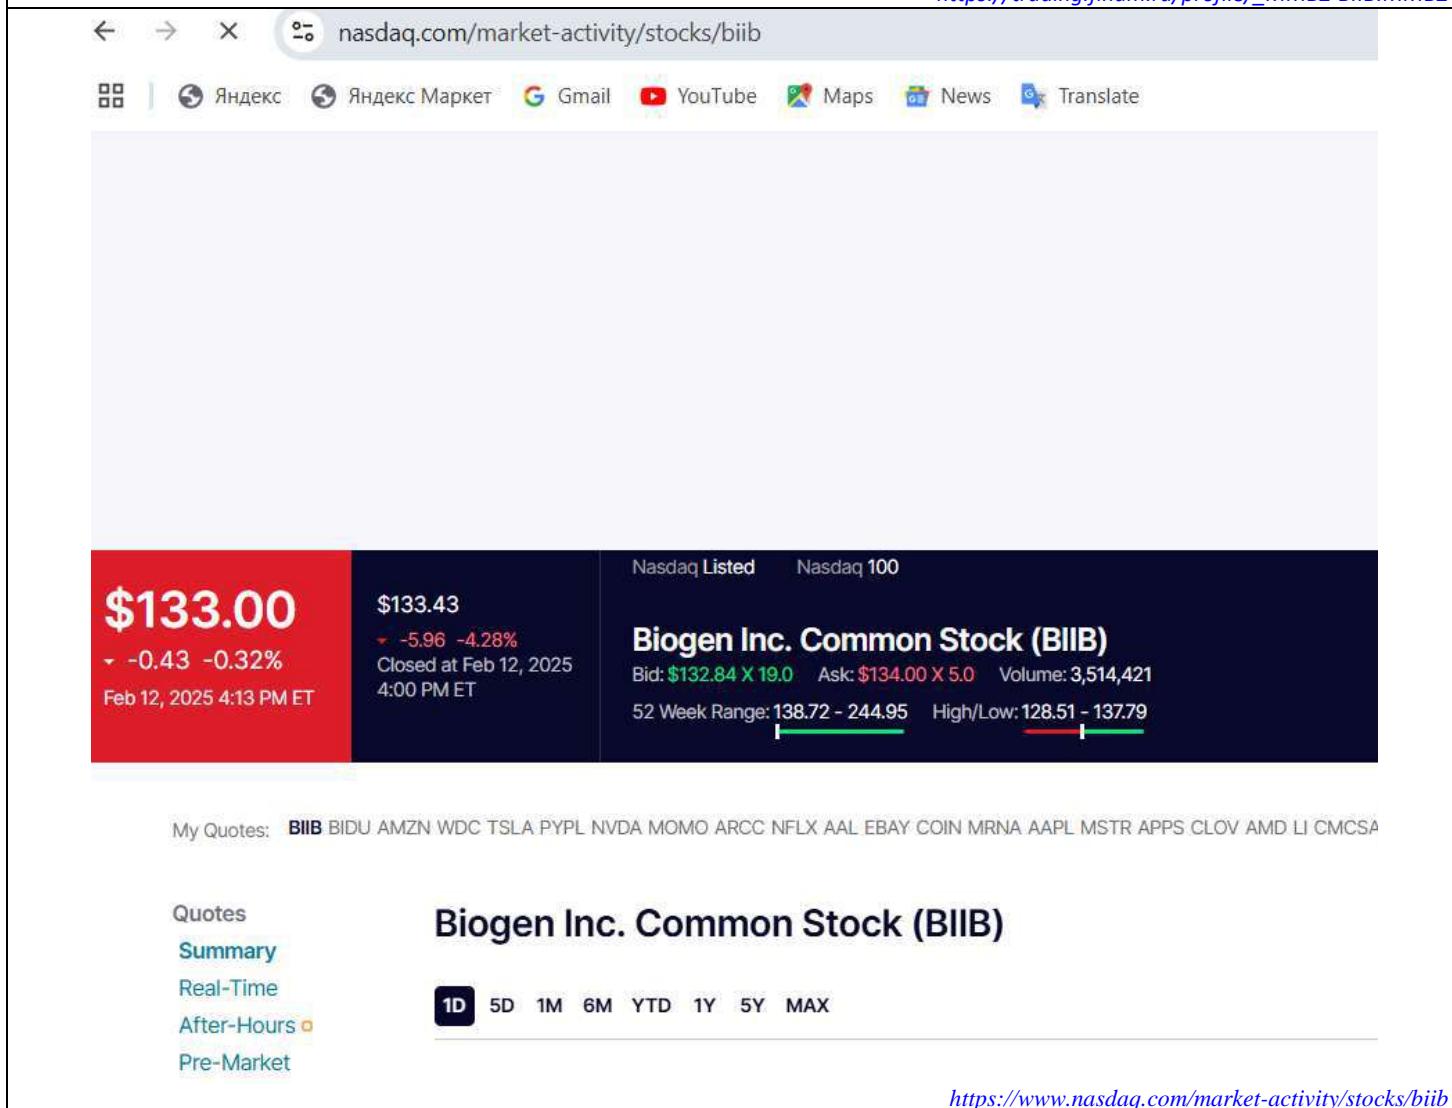 nasdaq.com/market-activity/stocks/biib
Яндекс Яндекс Маркет Gmail YouTube Maps News Translate
Nasdaq Listed Nasdaq 100
$133.00
-0.43 -0.32%
Feb 12, 2025 4:13 PM ET
$133.43
-5.96 -4.28%
Closed at Feb 12, 2025
4:00 PM ET
Biogen Inc. Common Stock (BIIB)
Bid: $132.84 X 19.0 Ask: $134.00 X 5.0 Volume: 3,514,421
52 Week Range: 138.72 - 244.95 High/Low: 128.51 - 137.79
My Quotes: BIIB BIDU AMZN WDC TSLA PYPL NVDA MOMO ARCC NFLX AAL EBAY COIN MRNA AAPL MSTR APPS CLOV AMD LI CMCSA
Quotes
Summary
Real-Time
After-Hours
Pre-Market
Biogen Inc. Common Stock (BIIB)
1D 5D 1M 6M YTD 1Y 5Y MAX
https://www.nasdaq.com/market-activity/stocks/biib